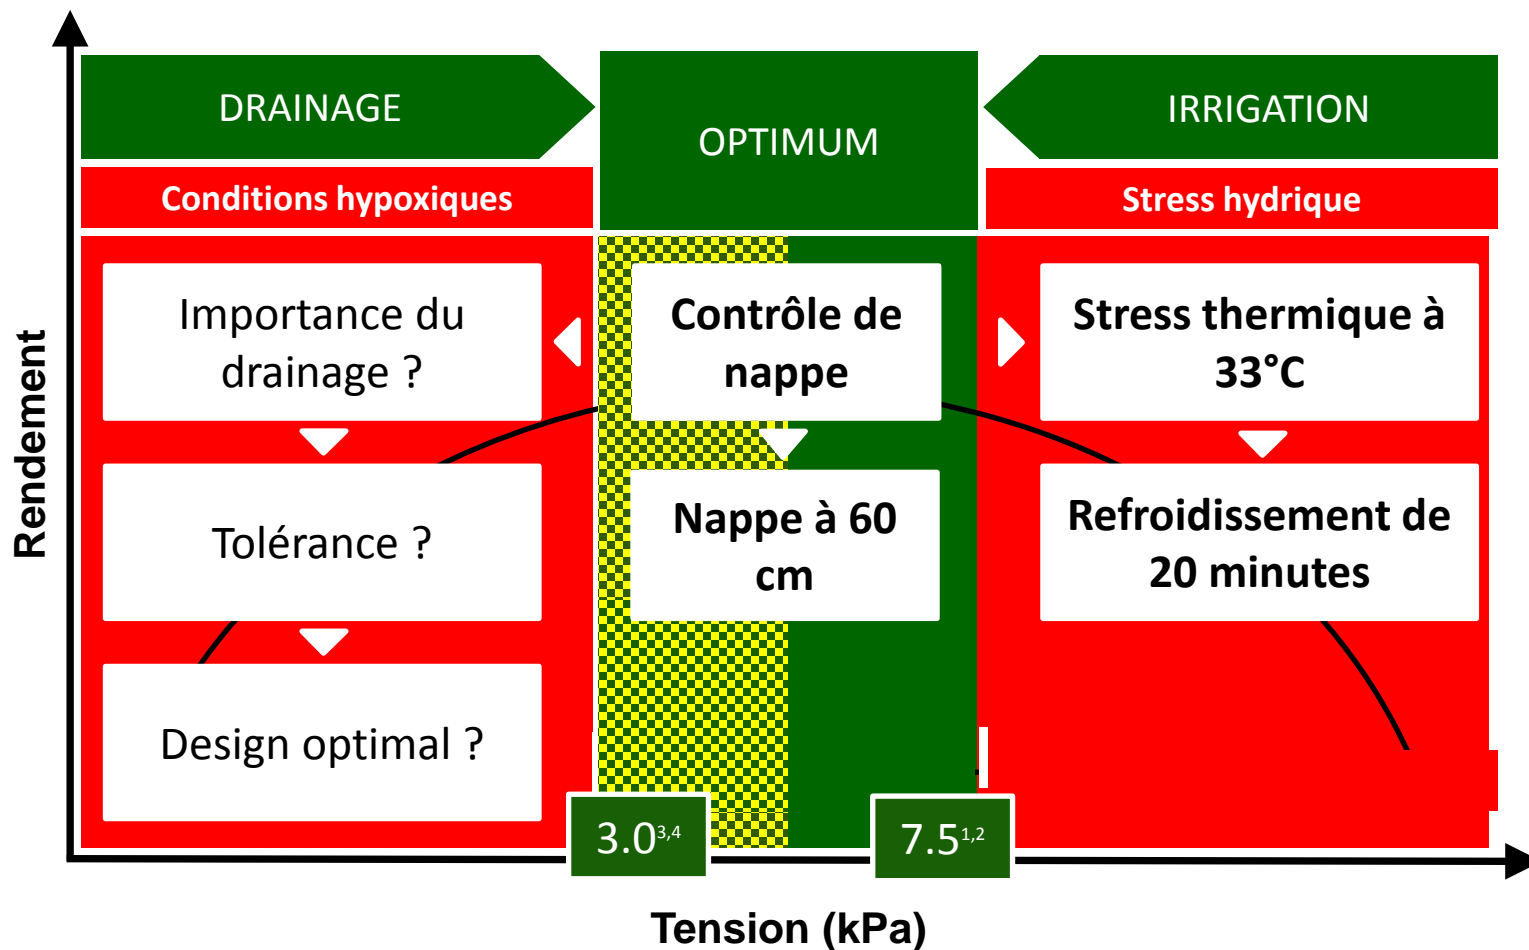 DRAINAGE
OPTIMUM
IRRIGATION
Conditions hypoxiques
Stress hydrique
Importance du
drainage ?
Contrôle de
nappe
Stress thermique à
33°C
Tolérance ?
Nappe à 60
cm
Refroidissement de
20 minutes
Design optimal ?
Rendement
3.0³,⁴
7.5¹,²
Tension (kPa)